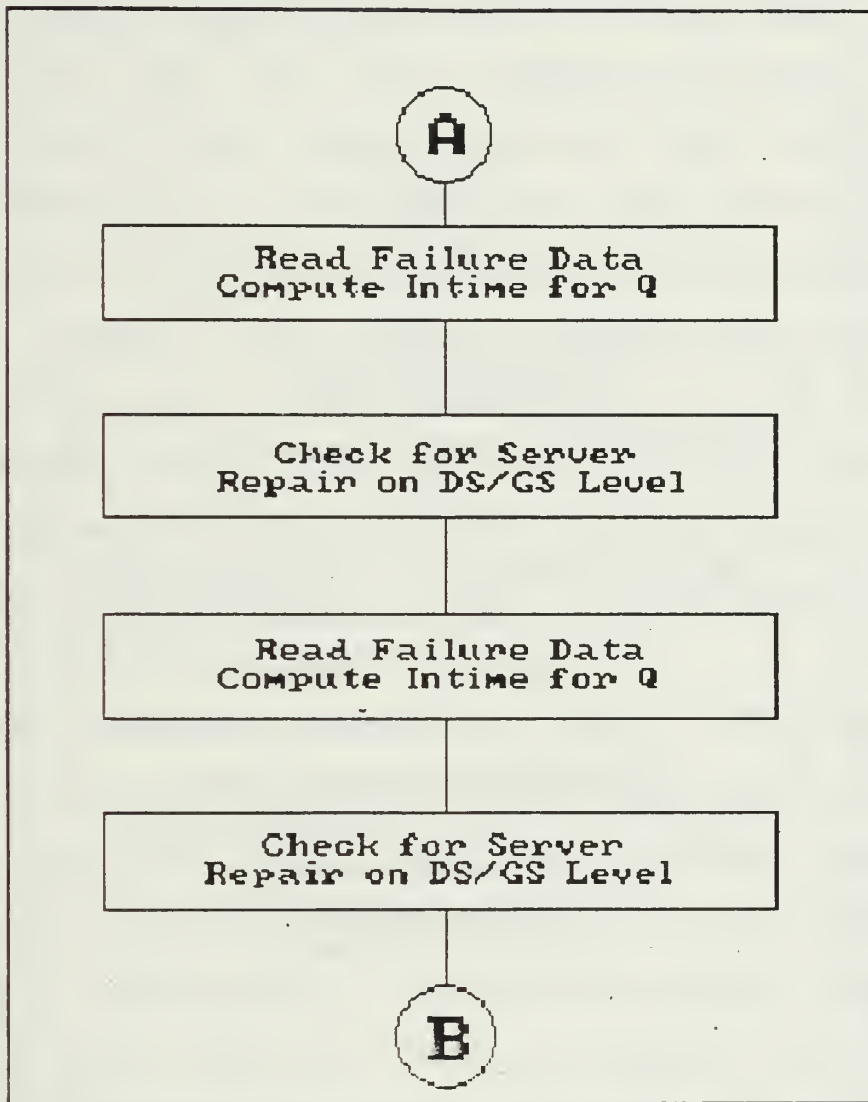 A
Read Failure Data
Compute Intime for Q
Check for Server
Repair on DS/GS Level
Read Failure Data
Compute Intime for Q
Check for Server
Repair on DS/GS Level
B